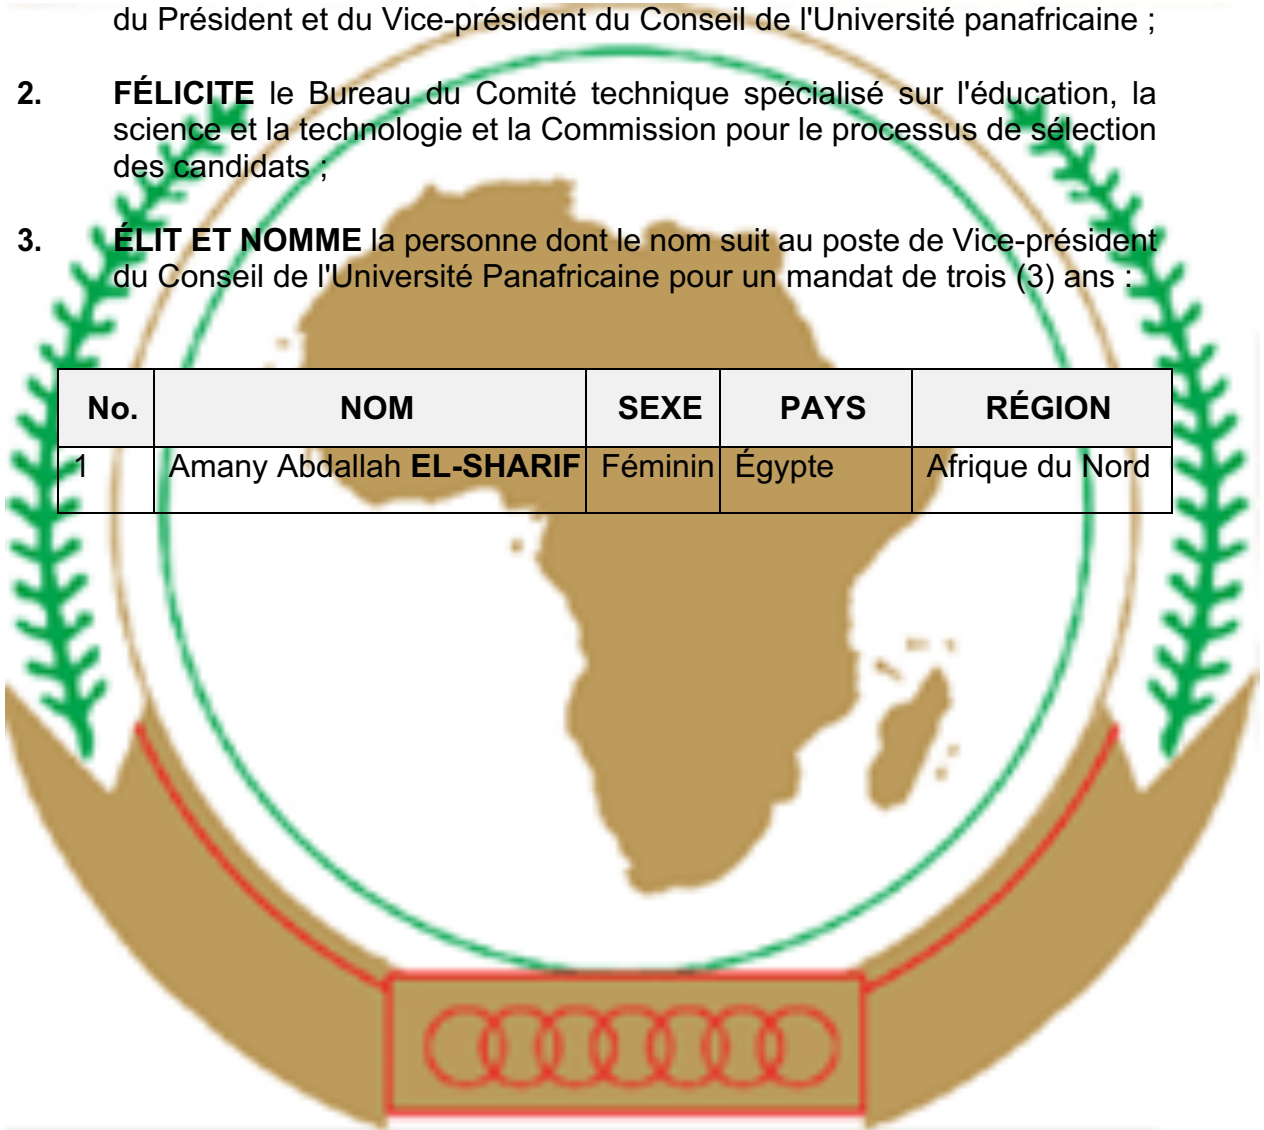 du Président et du Vice-président du Conseil de l'Université panafricaine ;
2. FÉLICITE le Bureau du Comité technique spécialisé sur l'éducation, la
science et la technologie et la Commission pour le processus de sélection
des candidats ;
3. ÉLIT ET NOMME la personne dont le nom suit au poste de Vice-président
du Conseil de l'Université Panafricaine pour un mandat de trois (3) ans :
No. NOM SEXE PAYS RÉGION
1 Amany Abdallah EL-SHARIF Féminin Égypte Afrique du Nord